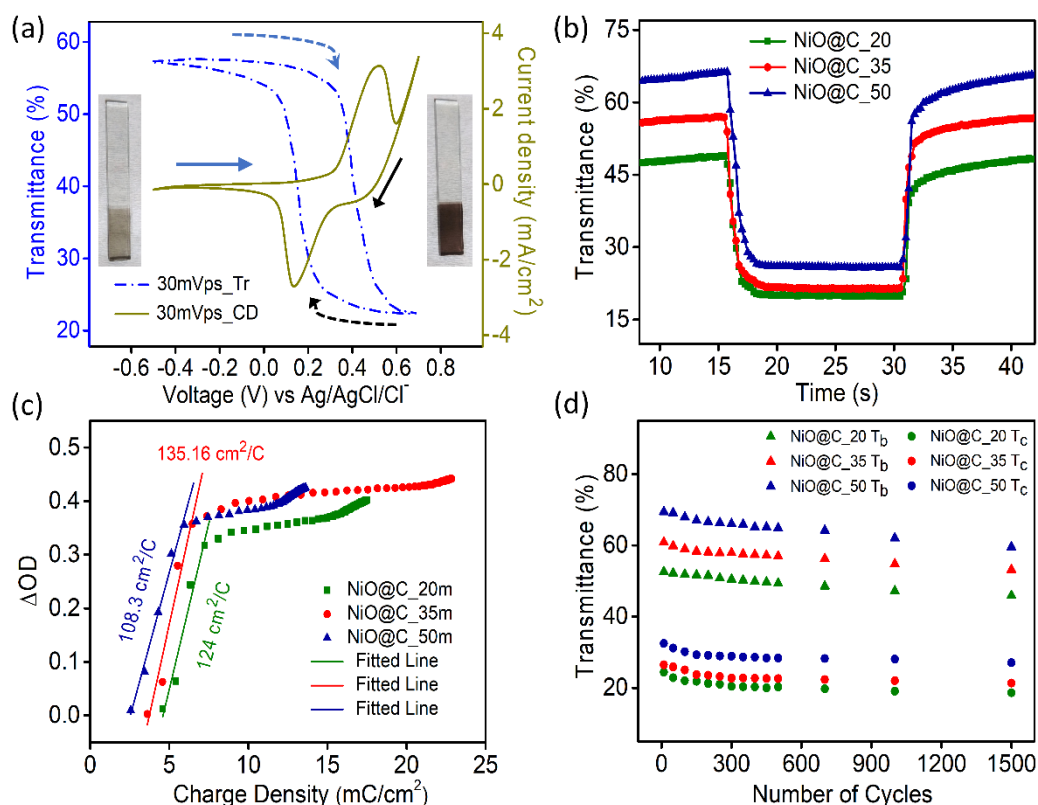 (a)
Transmittance (%)
60
50
40
30
20
4
2
0
-2
-4
Current density (mA/cm²)
30mVps_Tr
30mVps_CD
-0.6 -0.4 -0.2 0.0 0.2 0.4 0.6 0.8
Voltage (V) vs Ag/AgCl/Cl⁻
(b)
Transmittance (%)
75
60
45
30
15
NiO@C_20
NiO@C_35
NiO@C_50
10 15 20 25 30 35 40
Time (s)
(c)
ΔOD
0.5
0.4
0.3
0.2
0.1
0.0
135.16 cm²/C
108.3 cm²/C
124 cm²/C
NiO@C_20m
NiO@C_35m
NiO@C_50m
Fitted Line
Fitted Line
Fitted Line
0 5 10 15 20 25
Charge Density (mC/cm²)
(d)
Transmittance (%)
80
60
40
20
NiO@C_20 Tb NiO@C_20 Tc
NiO@C_35 Tb NiO@C_35 Tc
NiO@C_50 Tb NiO@C_50 Tc
0 300 600 900 1200 1500
Number of Cycles